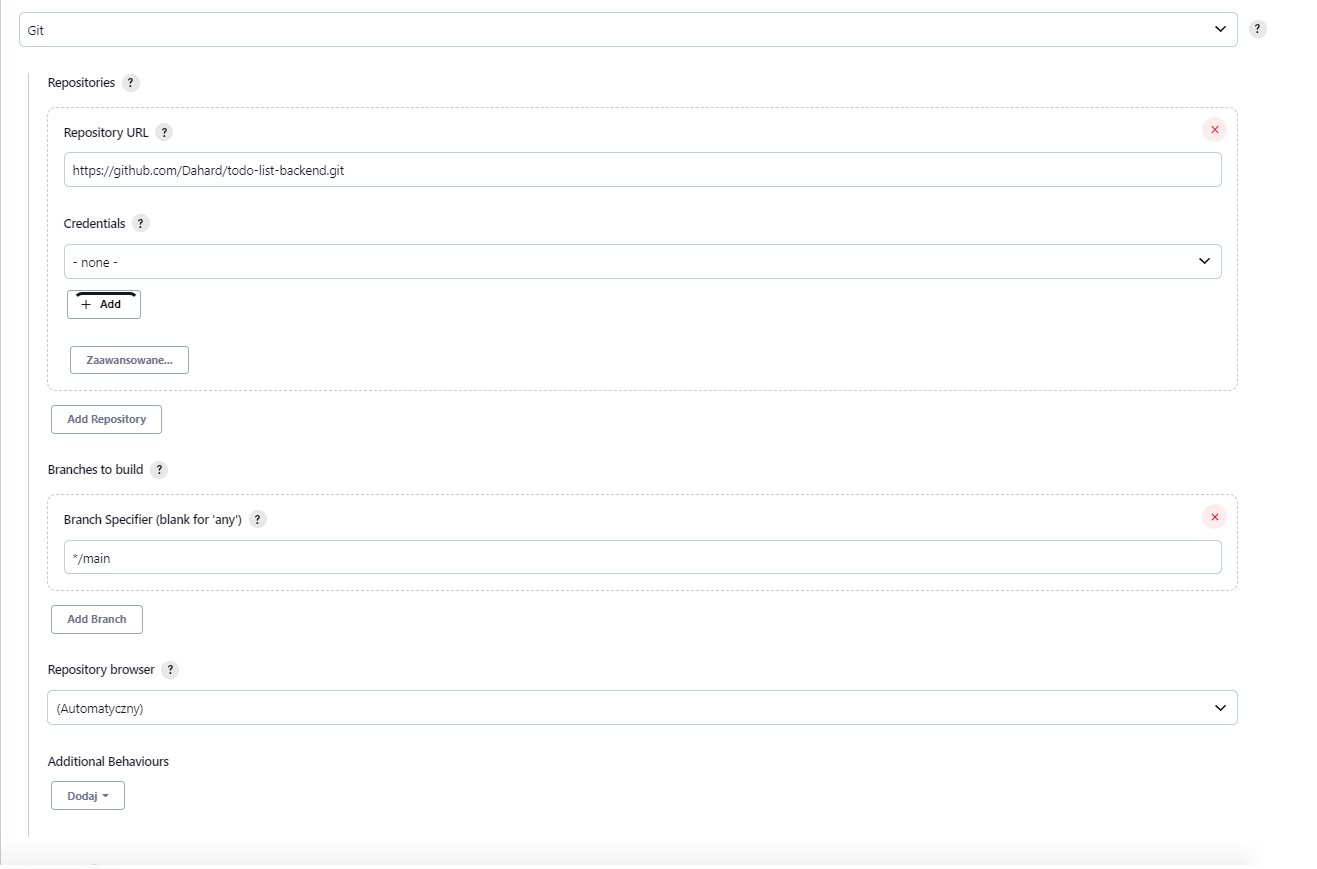 Git
?
Repositories ?
Repository URL ?
https://github.com/Dahard/todo-list-backend.git
Credentials ?
- none -
+ Add
Zaawansowane...
Add Repository
Branches to build ?
Branch Specifier (blank for 'any') ?
*/main
Add Branch
Repository browser ?
(Automatyczny)
Additional Behaviours
Dodaj